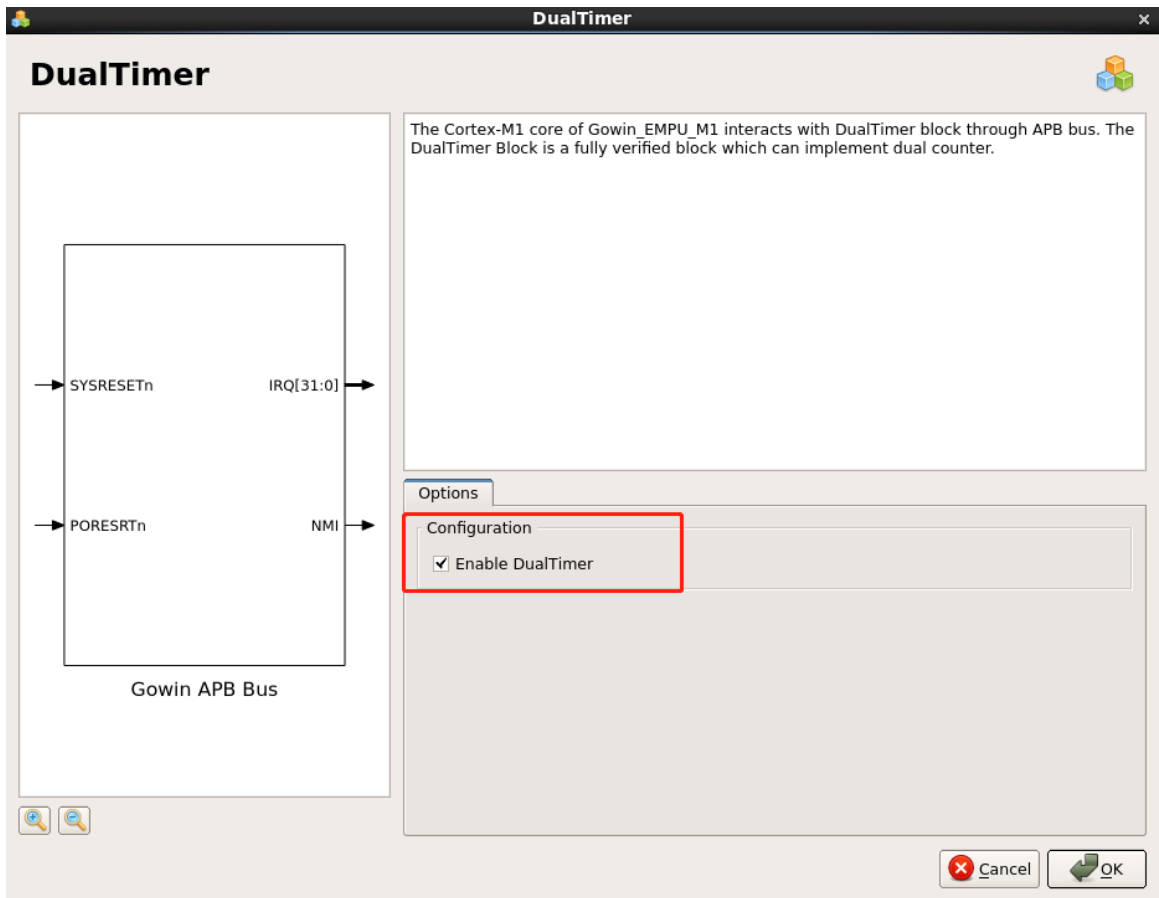 DualTimer
DualTimer
The Cortex-M1 core of Gowin_EMPU_M1 interacts with DualTimer block through APB bus. The
DualTimer Block is a fully verified block which can implement dual counter.
SYSRESETn
IRQ[31:0]
PORESRTn
NMI
Gowin APB Bus
Options
Configuration
Enable DualTimer
Cancel
OK